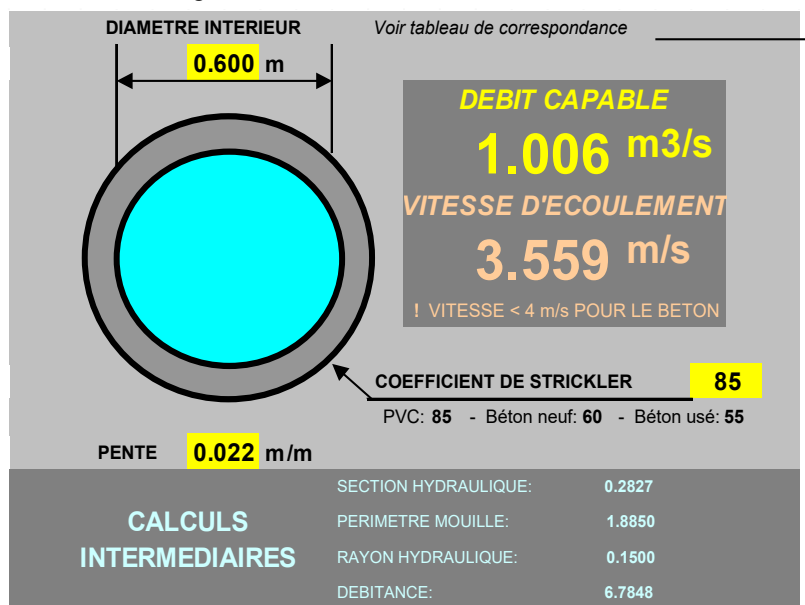 DIAMETRE INTERIEUR
Voir tableau de correspondance
0.600 m
DEBIT CAPABLE
1.006 m3/s
VITESSE D'ECOULEMENT
3.559 m/s
! VITESSE < 4 m/s POUR LE BETON
COEFFICIENT DE STRICKLER 85
PVC: 85 - Béton neuf: 60 - Béton usé: 55
PENTE 0.022 m/m
CALCULS
INTERMEDIAIRES
SECTION HYDRAULIQUE: 0.2827
PERIMETRE MOUILLE: 1.8850
RAYON HYDRAULIQUE: 0.1500
DEBITANCE: 6.7848